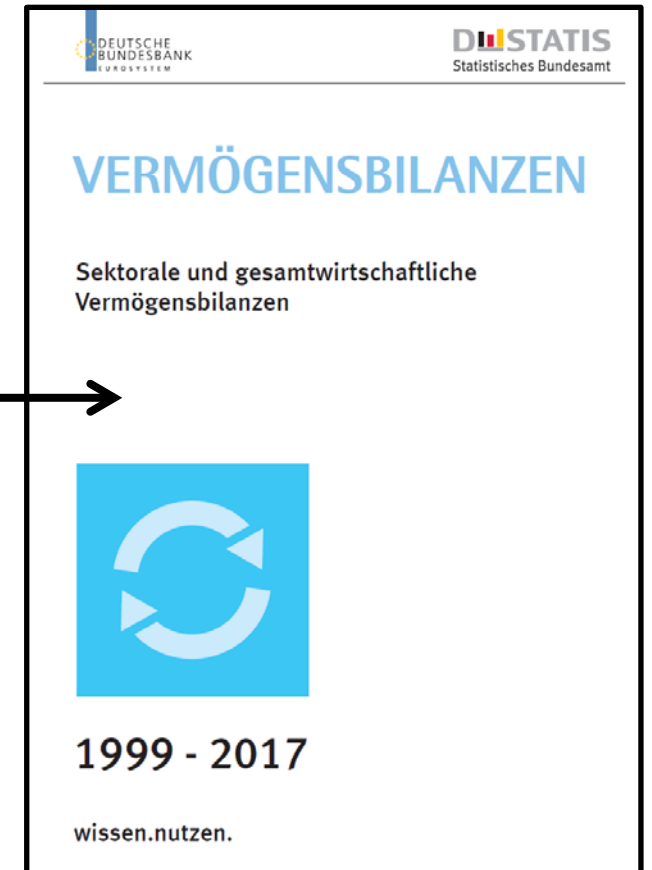 DEUTSCHE
BUNDESBANK
EUROSYSTEM
DESTATIS
Statistisches Bundesamt
VERMÖGENSBILANZEN
Sektorale und gesamtwirtschaftliche
Vermögensbilanzen
1999 - 2017
wissen.nutzen.